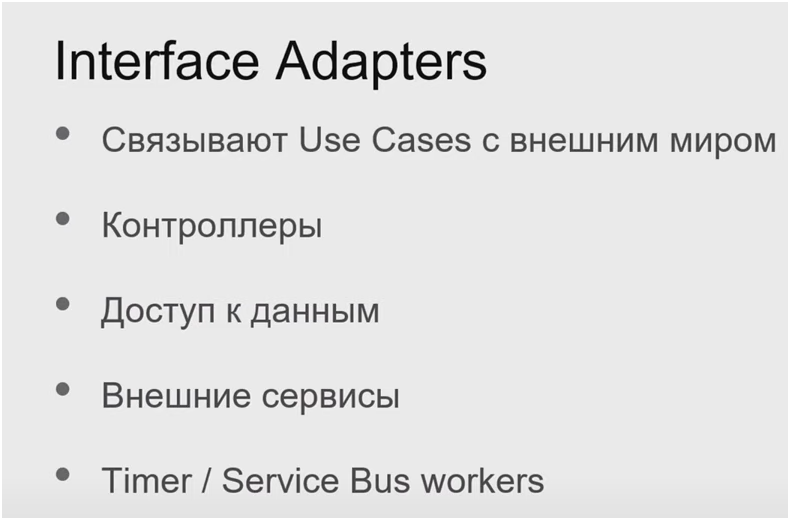 Interface Adapters
• Связывают Use Cases с внешним миром
• Контроллеры
• Доступ к данным
• Внешние сервисы
• Timer / Service Bus workers